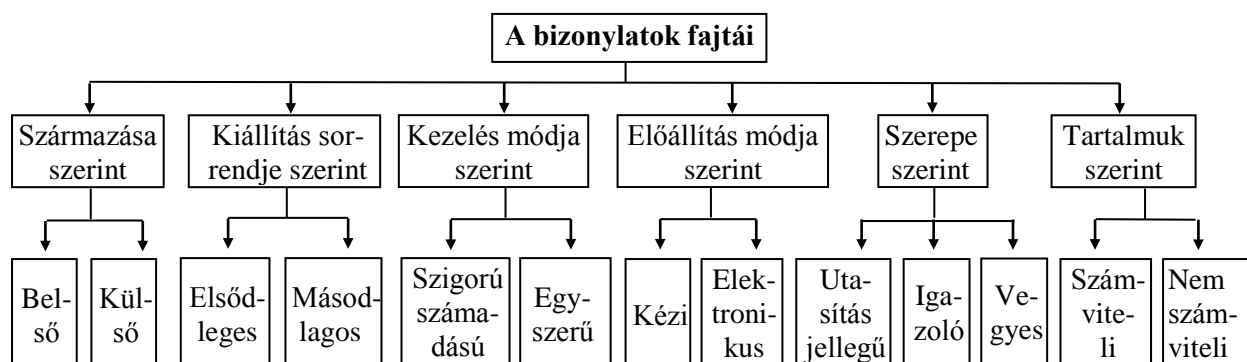 A bizonylatok fajtái
Származása
szerint
Kiállítás sor-
rendje szerint
Kezelés módja
szerint
Előállítás módja
szerint
Szerepe
szerint
Tartalmuk
szerint
Bel-
ső
Kül-
ső
Elsőd-
leges
Másod-
lagos
Szigorú
száma-
dású
Egy-
szerű
Kézi
Elek-
troni-
kus
Uta-
sítás
jellegű
Iga-
zoló
Ve-
gyes
Szám-
vite-
li
Nem
szám-
viteli